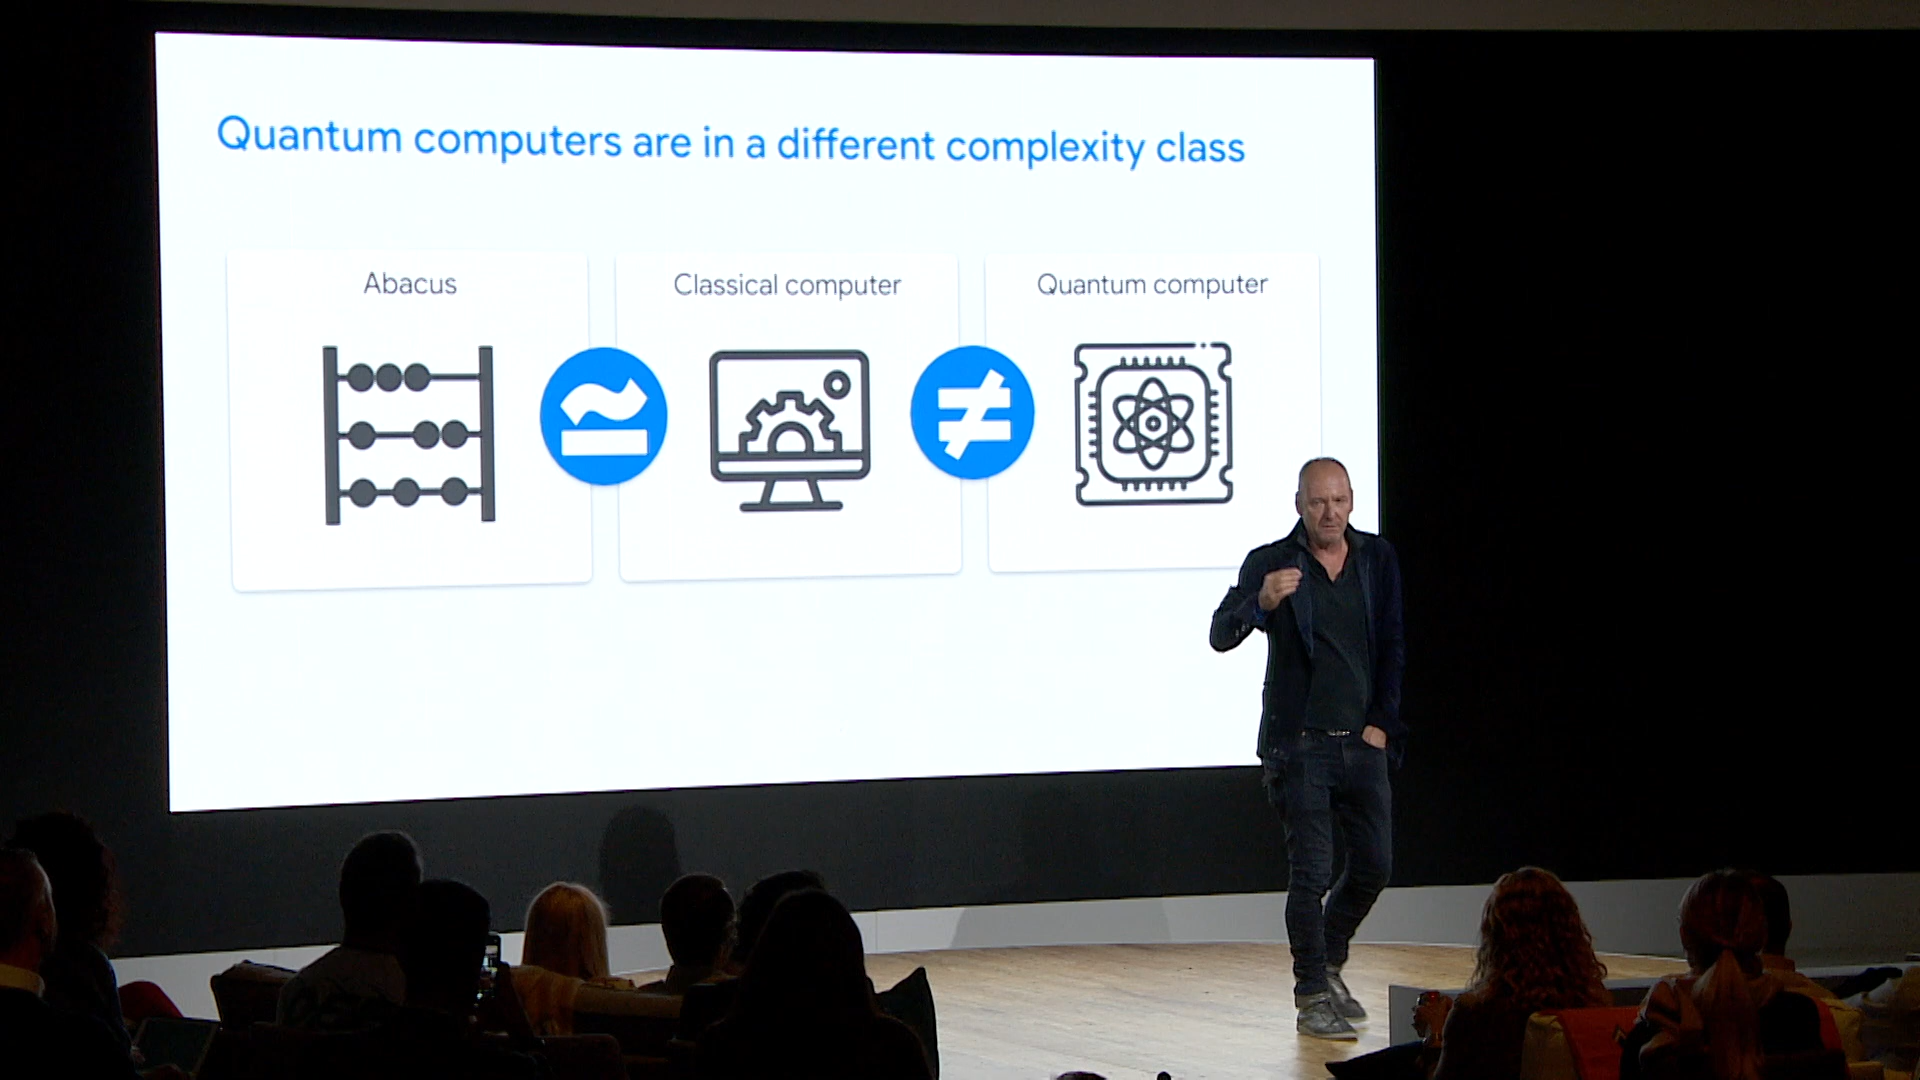 Quantum computers are in a different complexity class
Abacus
Classical computer
Quantum computer